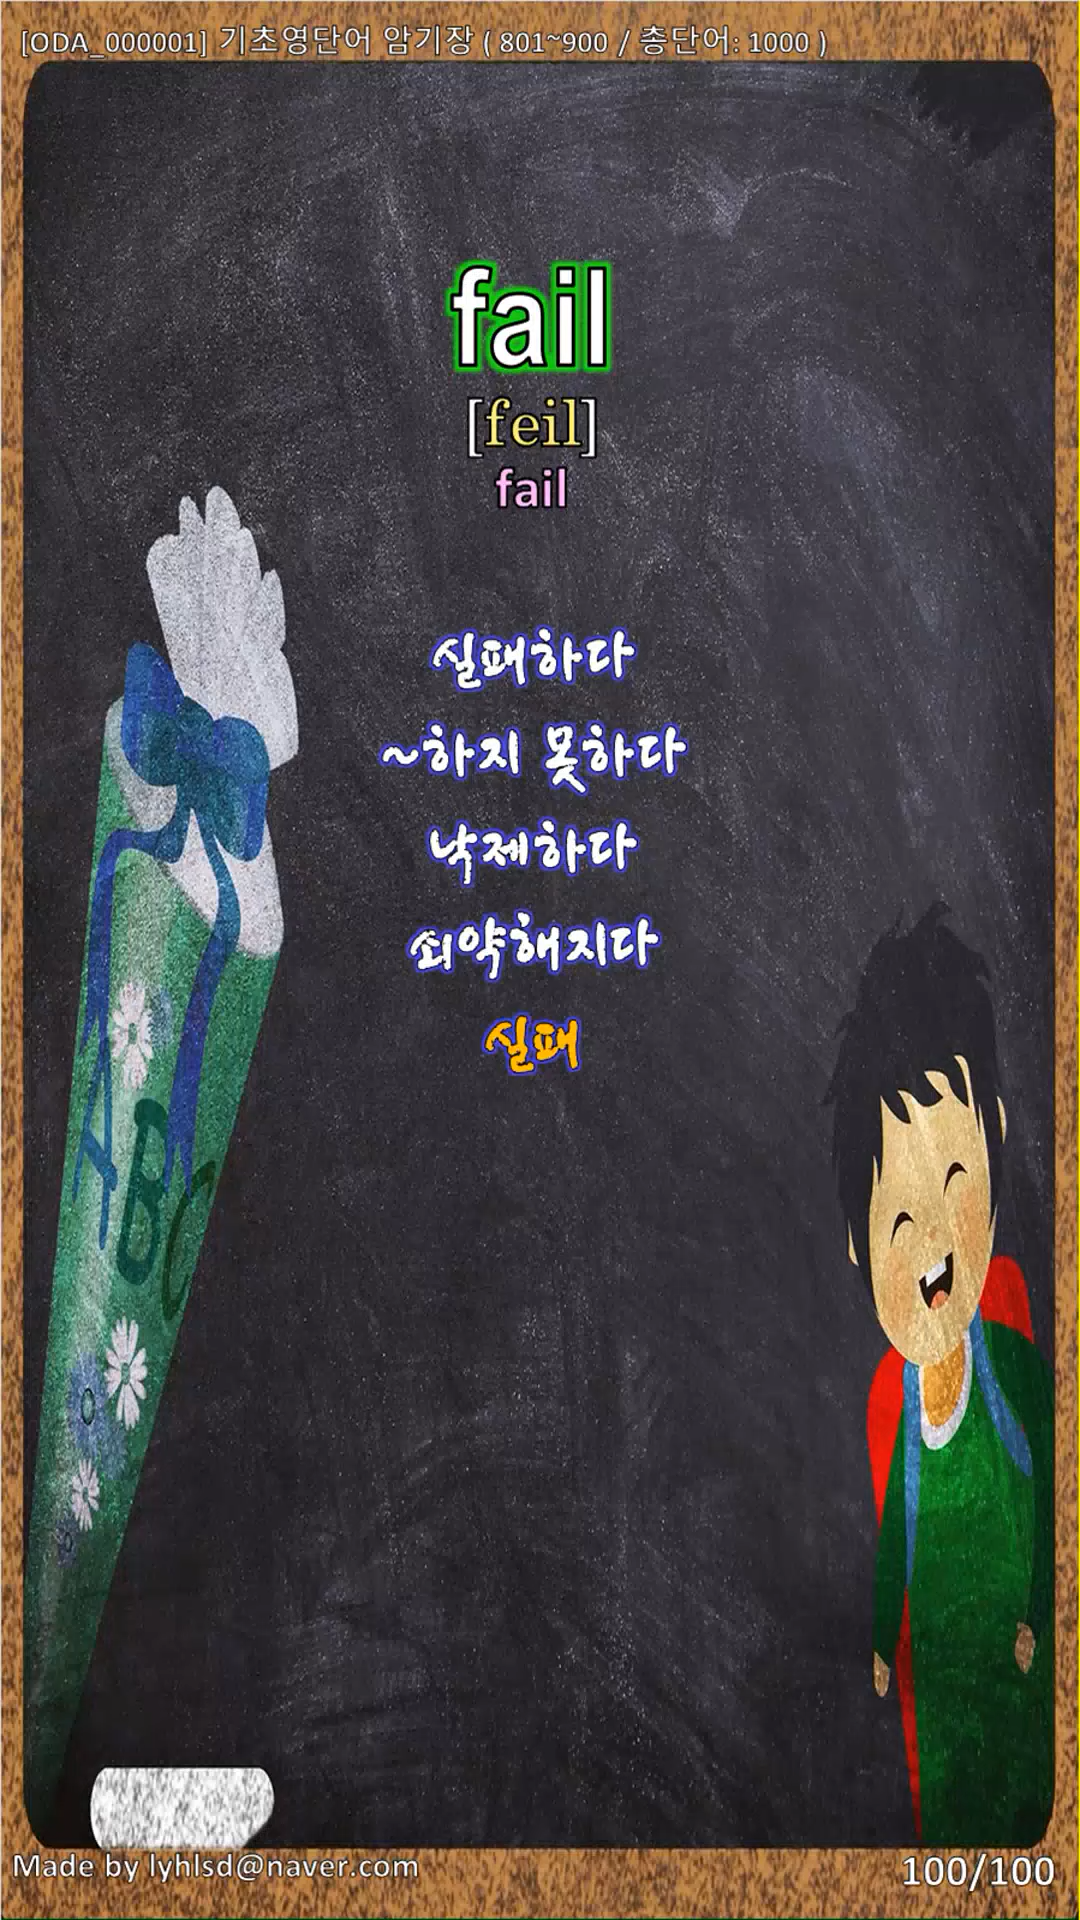 [ODA_000001] 기초영단어 암기장 ( 801~900 / 총단어: 1000 )
fail
[feil]
fail
실패하다
~하지 못하다
낙제하다
쇠약해지다
실패
ABC
Made by lyhlsd@naver.com
100/100